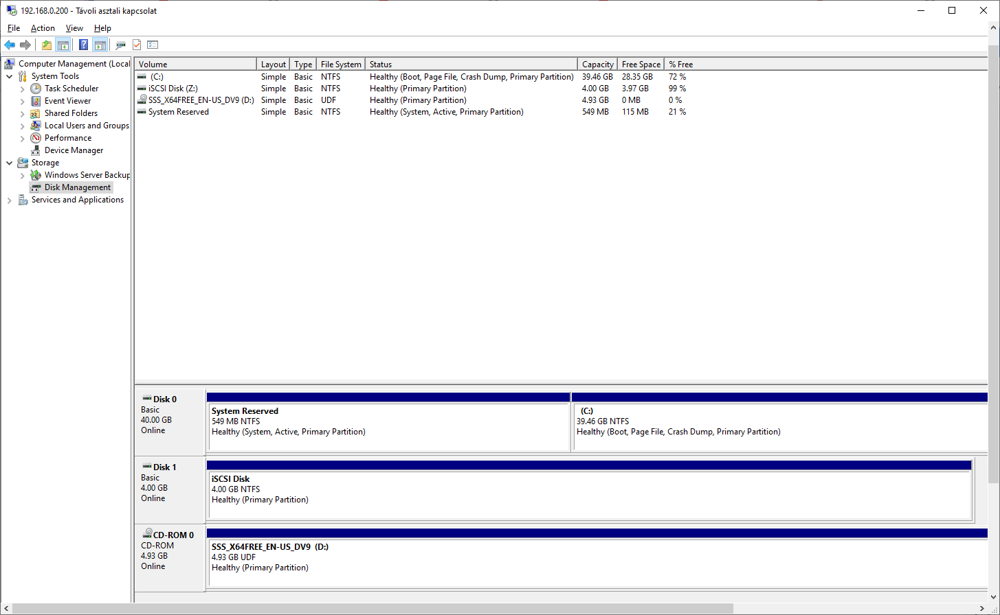 192.168.0.200 - Távoli asztali kapcsolat
File Action View Help
Computer Management (Local
System Tools
Task Scheduler
Event Viewer
Shared Folders
Local Users and Groups
Performance
Device Manager
Storage
Windows Server Backup
Disk Management
Services and Applications
Volume Layout Type File System Status Capacity Free Space % Free
(C:) Simple Basic NTFS Healthy (Boot, Page File, Crash Dump, Primary Partition) 39.46 GB 28.35 GB 72 %
iSCSI Disk (Z:) Simple Basic NTFS Healthy (Primary Partition) 4.00 GB 3.97 GB 99 %
SSS_X64FREE_EN-US_DV9 (D:) Simple Basic UDF Healthy (Primary Partition) 4.93 GB 0 MB 0 %
System Reserved Simple Basic NTFS Healthy (System, Active, Primary Partition) 549 MB 115 MB 21 %
Disk 0
Basic
40.00 GB
Online
System Reserved
549 MB NTFS
Healthy (System, Active, Primary Partition)
(C:)
39.46 GB NTFS
Healthy (Boot, Page File, Crash Dump, Primary Partition)
Disk 1
Basic
4.00 GB
Online
iSCSI Disk
4.00 GB NTFS
Healthy (Primary Partition)
CD-ROM 0
CD-ROM
4.93 GB
Online
SSS_X64FREE_EN-US_DV9 (D:)
4.93 GB UDF
Healthy (Primary Partition)